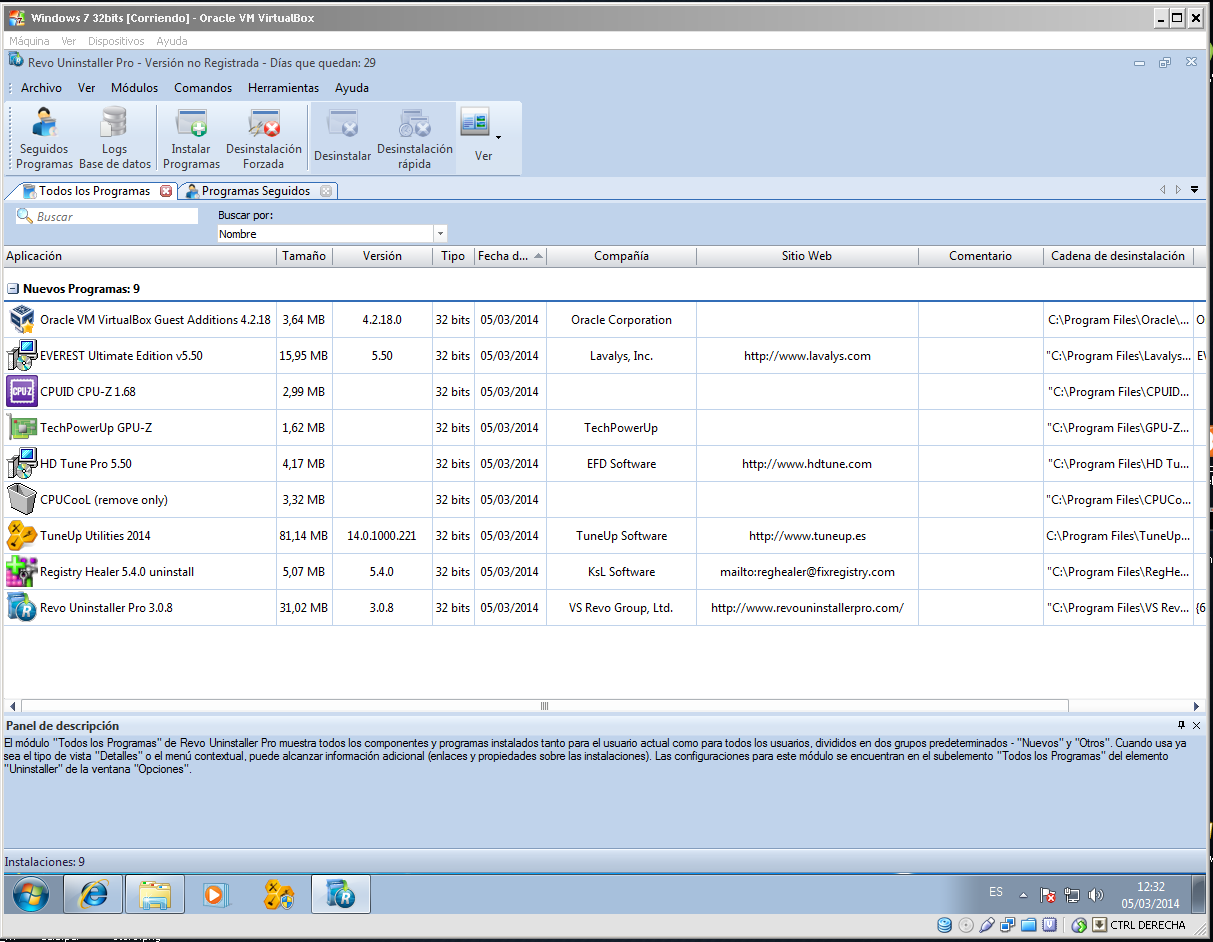 Windows 7 32bits [Corriendo] - Oracle VM VirtualBox
Máquina Ver Dispositivos Ayuda
Revo Uninstaller Pro - Versión no Registrada - Días que quedan: 29
Archivo Ver Módulos Comandos Herramientas Ayuda
Seguidos Programas
Logs Base de datos
Instalar Programas
Desinstalación Forzada
Desinstalar
Desinstalación rápida
Ver
Todos los Programas Programas Seguidos
Buscar
Buscar por:
Nombre
Aplicación Tamaño Versión Tipo Fecha d... Compañía Sitio Web Comentario Cadena de desinstalación
Nuevos Programas: 9
Oracle VM VirtualBox Guest Additions 4.2.18 3,64 MB 4.2.18.0 32 bits 05/03/2014 Oracle Corporation C:\Program Files\Oracle\... O
EVEREST Ultimate Edition v5.50 15,95 MB 5.50 32 bits 05/03/2014 Lavalys, Inc. http://www.lavalys.com "C:\Program Files\Lavalys... EV
CPU-Z CPUID CPU-Z 1.68 2,99 MB 32 bits 05/03/2014 "C:\Program Files\CPUID...
TechPowerUp GPU-Z 1,62 MB 32 bits 05/03/2014 TechPowerUp "C:\Program Files\GPU-Z...
HD Tune Pro 5.50 4,17 MB 32 bits 05/03/2014 EFD Software http://www.hdtune.com "C:\Program Files\HD Tu...
CPUCooL (remove only) 3,32 MB 32 bits 05/03/2014 "C:\Program Files\CPUCo...
TuneUp Utilities 2014 81,14 MB 14.0.1000.221 32 bits 05/03/2014 TuneUp Software http://www.tuneup.es C:\Program Files\TuneUp...
Registry Healer 5.4.0 uninstall 5,07 MB 5.4.0 32 bits 05/03/2014 KsL Software mailto:reghealer@fixregistry.com "C:\Program Files\RegHe...
Revo Uninstaller Pro 3.0.8 31,02 MB 3.0.8 32 bits 05/03/2014 VS Revo Group, Ltd. http://www.revouninstallerpro.com/ "C:\Program Files\VS Rev... {6
Panel de descripción
El módulo "Todos los Programas" de Revo Uninstaller Pro muestra todos los componentes y programas instalados tanto para el usuario actual como para todos los usuarios, divididos en dos grupos predeterminados - "Nuevos" y "Otros". Cuando usa ya
sea el tipo de vista "Detalles" o el menú contextual, puede alcanzar información adicional (enlaces y propiedades sobre las instalaciones). Las configuraciones para este módulo se encuentran en el subelemento "Todos los Programas" del elemento
"Uninstaller" de la ventana "Opciones".
Instalaciones: 9
ES
12:32
05/03/2014
CTRL DERECHA